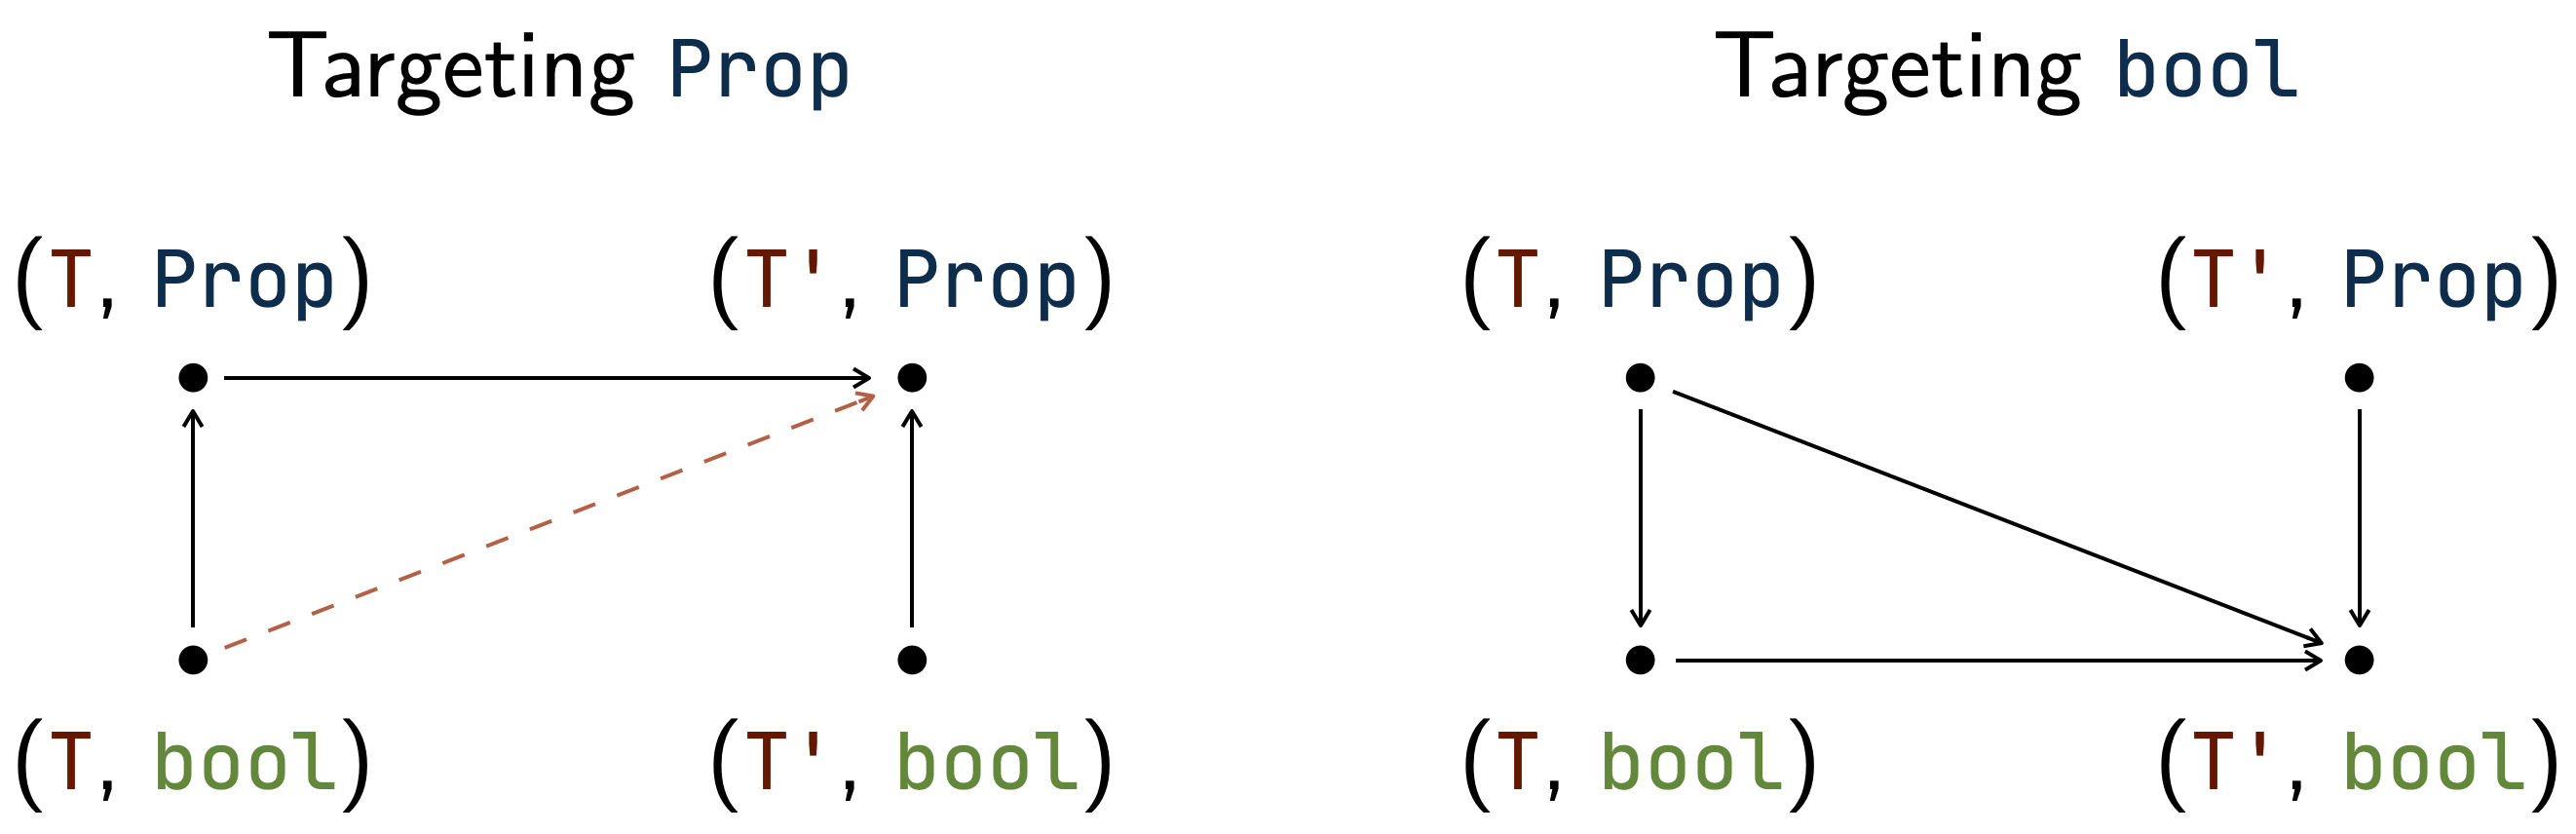 Targeting Prop
Targeting bool
(T, Prop)
(T', Prop)
(T, Prop)
(T', Prop)
(T, bool)
(T', bool)
(T, bool)
(T', bool)